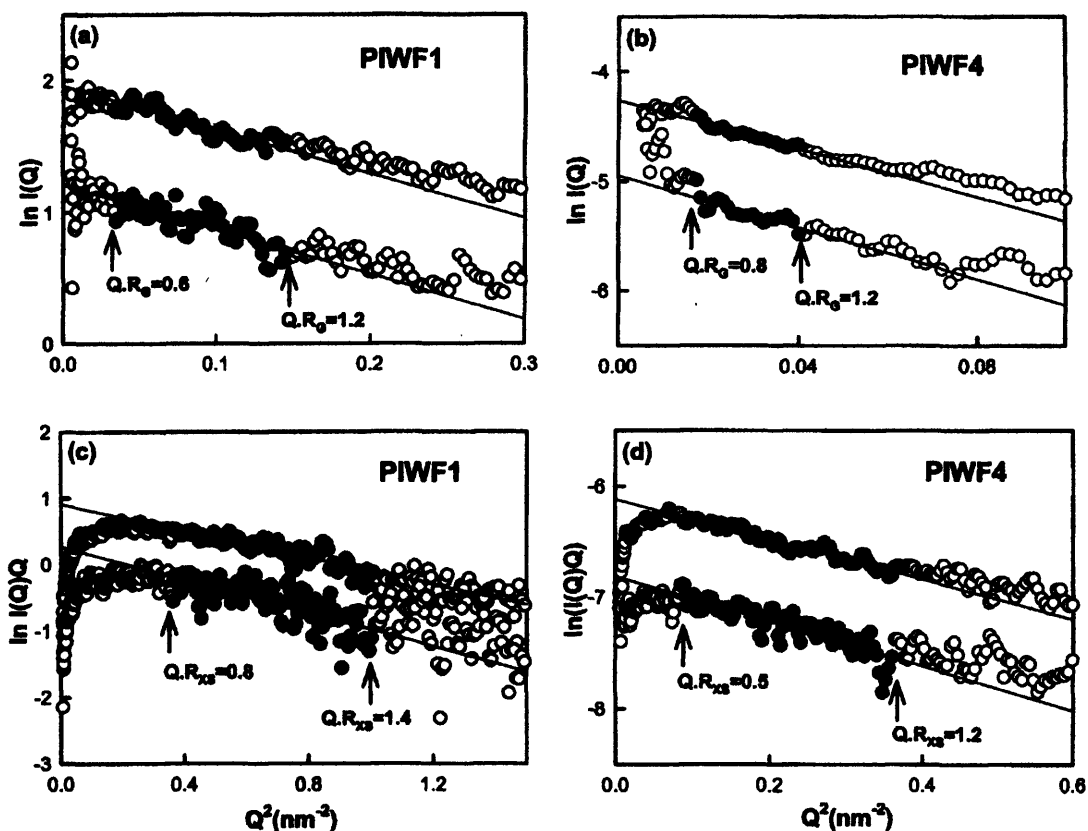 (a)
PIWF1
ln I(Q)
2
1
0
Q.R_G=0.6
Q.R_G=1.2
0.0 0.1 0.2 0.3
(b)
PIWF4
ln I(Q)
-4
-5
-6
Q.R_G=0.8
Q.R_G=1.2
0.00 0.04 0.08
(c)
PIWF1
ln I(Q)Q
2
1
0
-1
-2
-3
Q.R_XS=0.8
Q.R_XS=1.4
0.0 0.4 0.8 1.2
Q²(nm⁻²)
(d)
PIWF4
ln(I(Q)Q)
-6
-7
-8
Q.R_XS=0.5
Q.R_XS=1.2
0.0 0.2 0.4 0.6
Q²(nm⁻²)